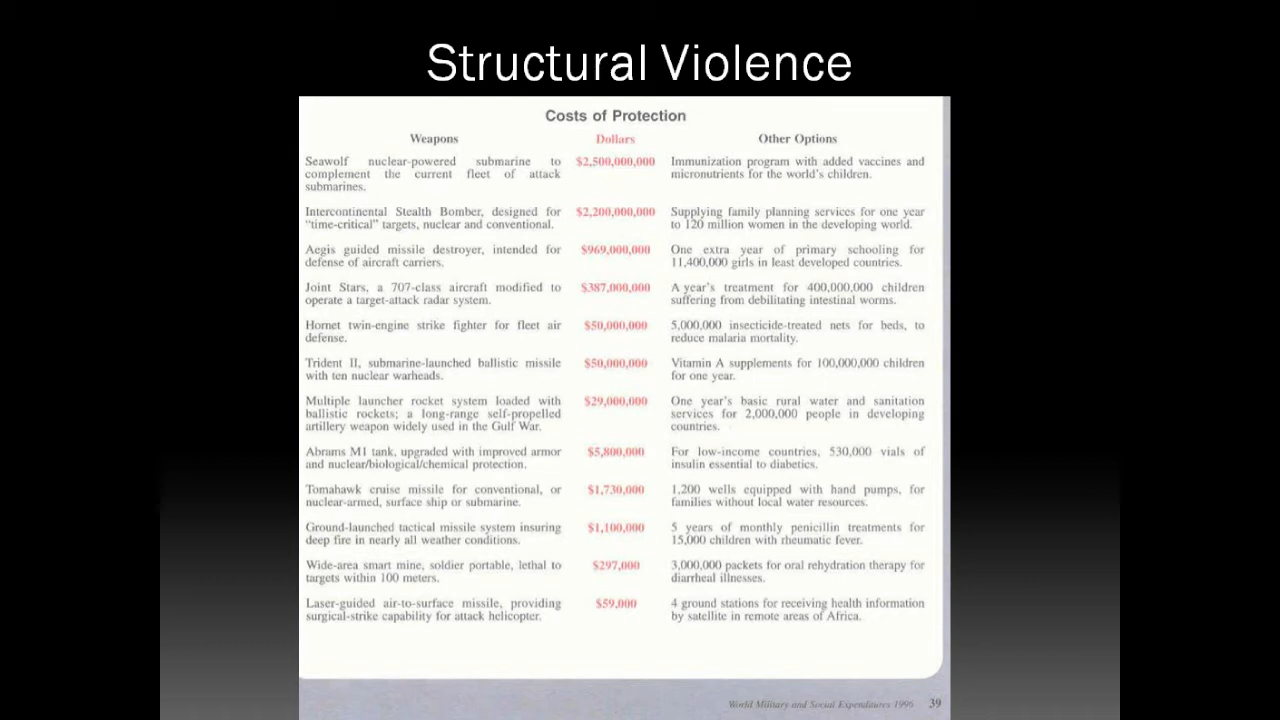 Structural Violence
Costs of Protection
Weapons Dollars Other Options
Seawolf nuclear-powered submarine to $2,500,000,000 Immunization program with added vaccines and
complement the current fleet of attack micronutrients for the world's children.
submarines.
Intercontinental Stealth Bomber, designed for $2,200,000,000 Supplying family planning services for one year
"time-critical" targets, nuclear and conventional. to 120 million women in the developing world.
Aegis guided missile destroyer, intended for $969,000,000 One extra year of primary schooling for
defense of aircraft carriers. 11,400,000 girls in least developed countries.
Joint Stars, a 707-class aircraft modified to $387,000,000 A year's treatment for 400,000,000 children
operate a target-attack radar system. suffering from debilitating intestinal worms.
Hornet twin-engine strike fighter for fleet air $50,000,000 5,000,000 insecticide-treated nets for beds, to
defense. reduce malaria mortality.
Trident II, submarine-launched ballistic missile $50,000,000 Vitamin A supplements for 100,000,000 children
with ten nuclear warheads. for one year.
Multiple launcher rocket system loaded with $29,000,000 One year's basic rural water and sanitation
ballistic rockets; a long-range self-propelled services for 2,000,000 people in developing
artillery weapon widely used in the Gulf War. countries.
Abrams M1 tank, upgraded with improved armor $5,800,000 For low-income countries, 530,000 vials of
and nuclear/biological/chemical protection. insulin essential to diabetics.
Tomahawk cruise missile for conventional, or $1,730,000 1,200 wells equipped with hand pumps, for
nuclear-armed, surface ship or submarine. families without local water resources.
Ground-launched tactical missile system insuring $1,100,000 5 years of monthly penicillin treatments for
deep fire in nearly all weather conditions. 15,000 children with rheumatic fever.
Wide-area smart mine, soldier portable, lethal to $297,000 3,000,000 packets for oral rehydration therapy for
targets within 100 meters. diarrheal illnesses.
Laser-guided air-to-surface missile, providing $59,000 4 ground stations for receiving health information
surgical-strike capability for attack helicopter. by satellite in remote areas of Africa.
World Military and Social Expenditures 1996 39